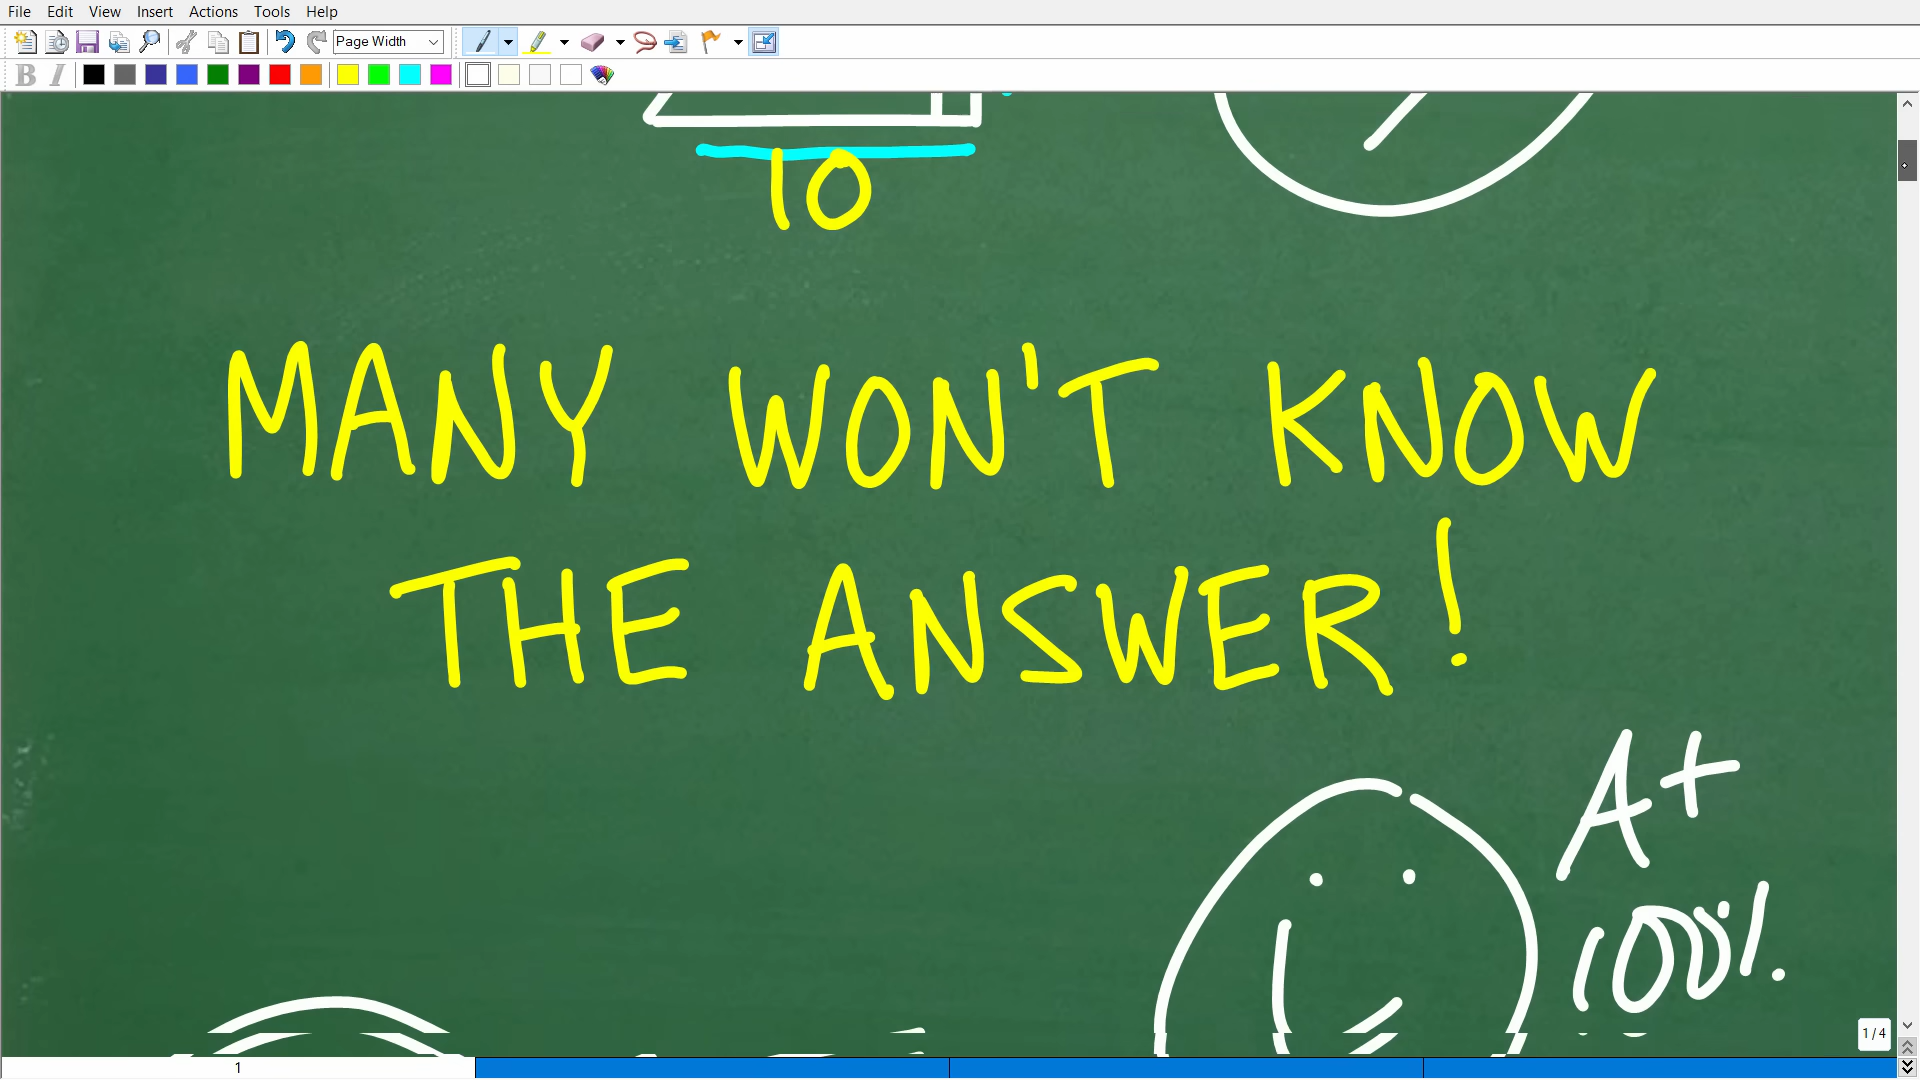 File Edit View Insert Actions Tools Help
Page Width
B I
10
MANY WON'T KNOW
THE ANSWER!
A+
100%.
1 / 4
1